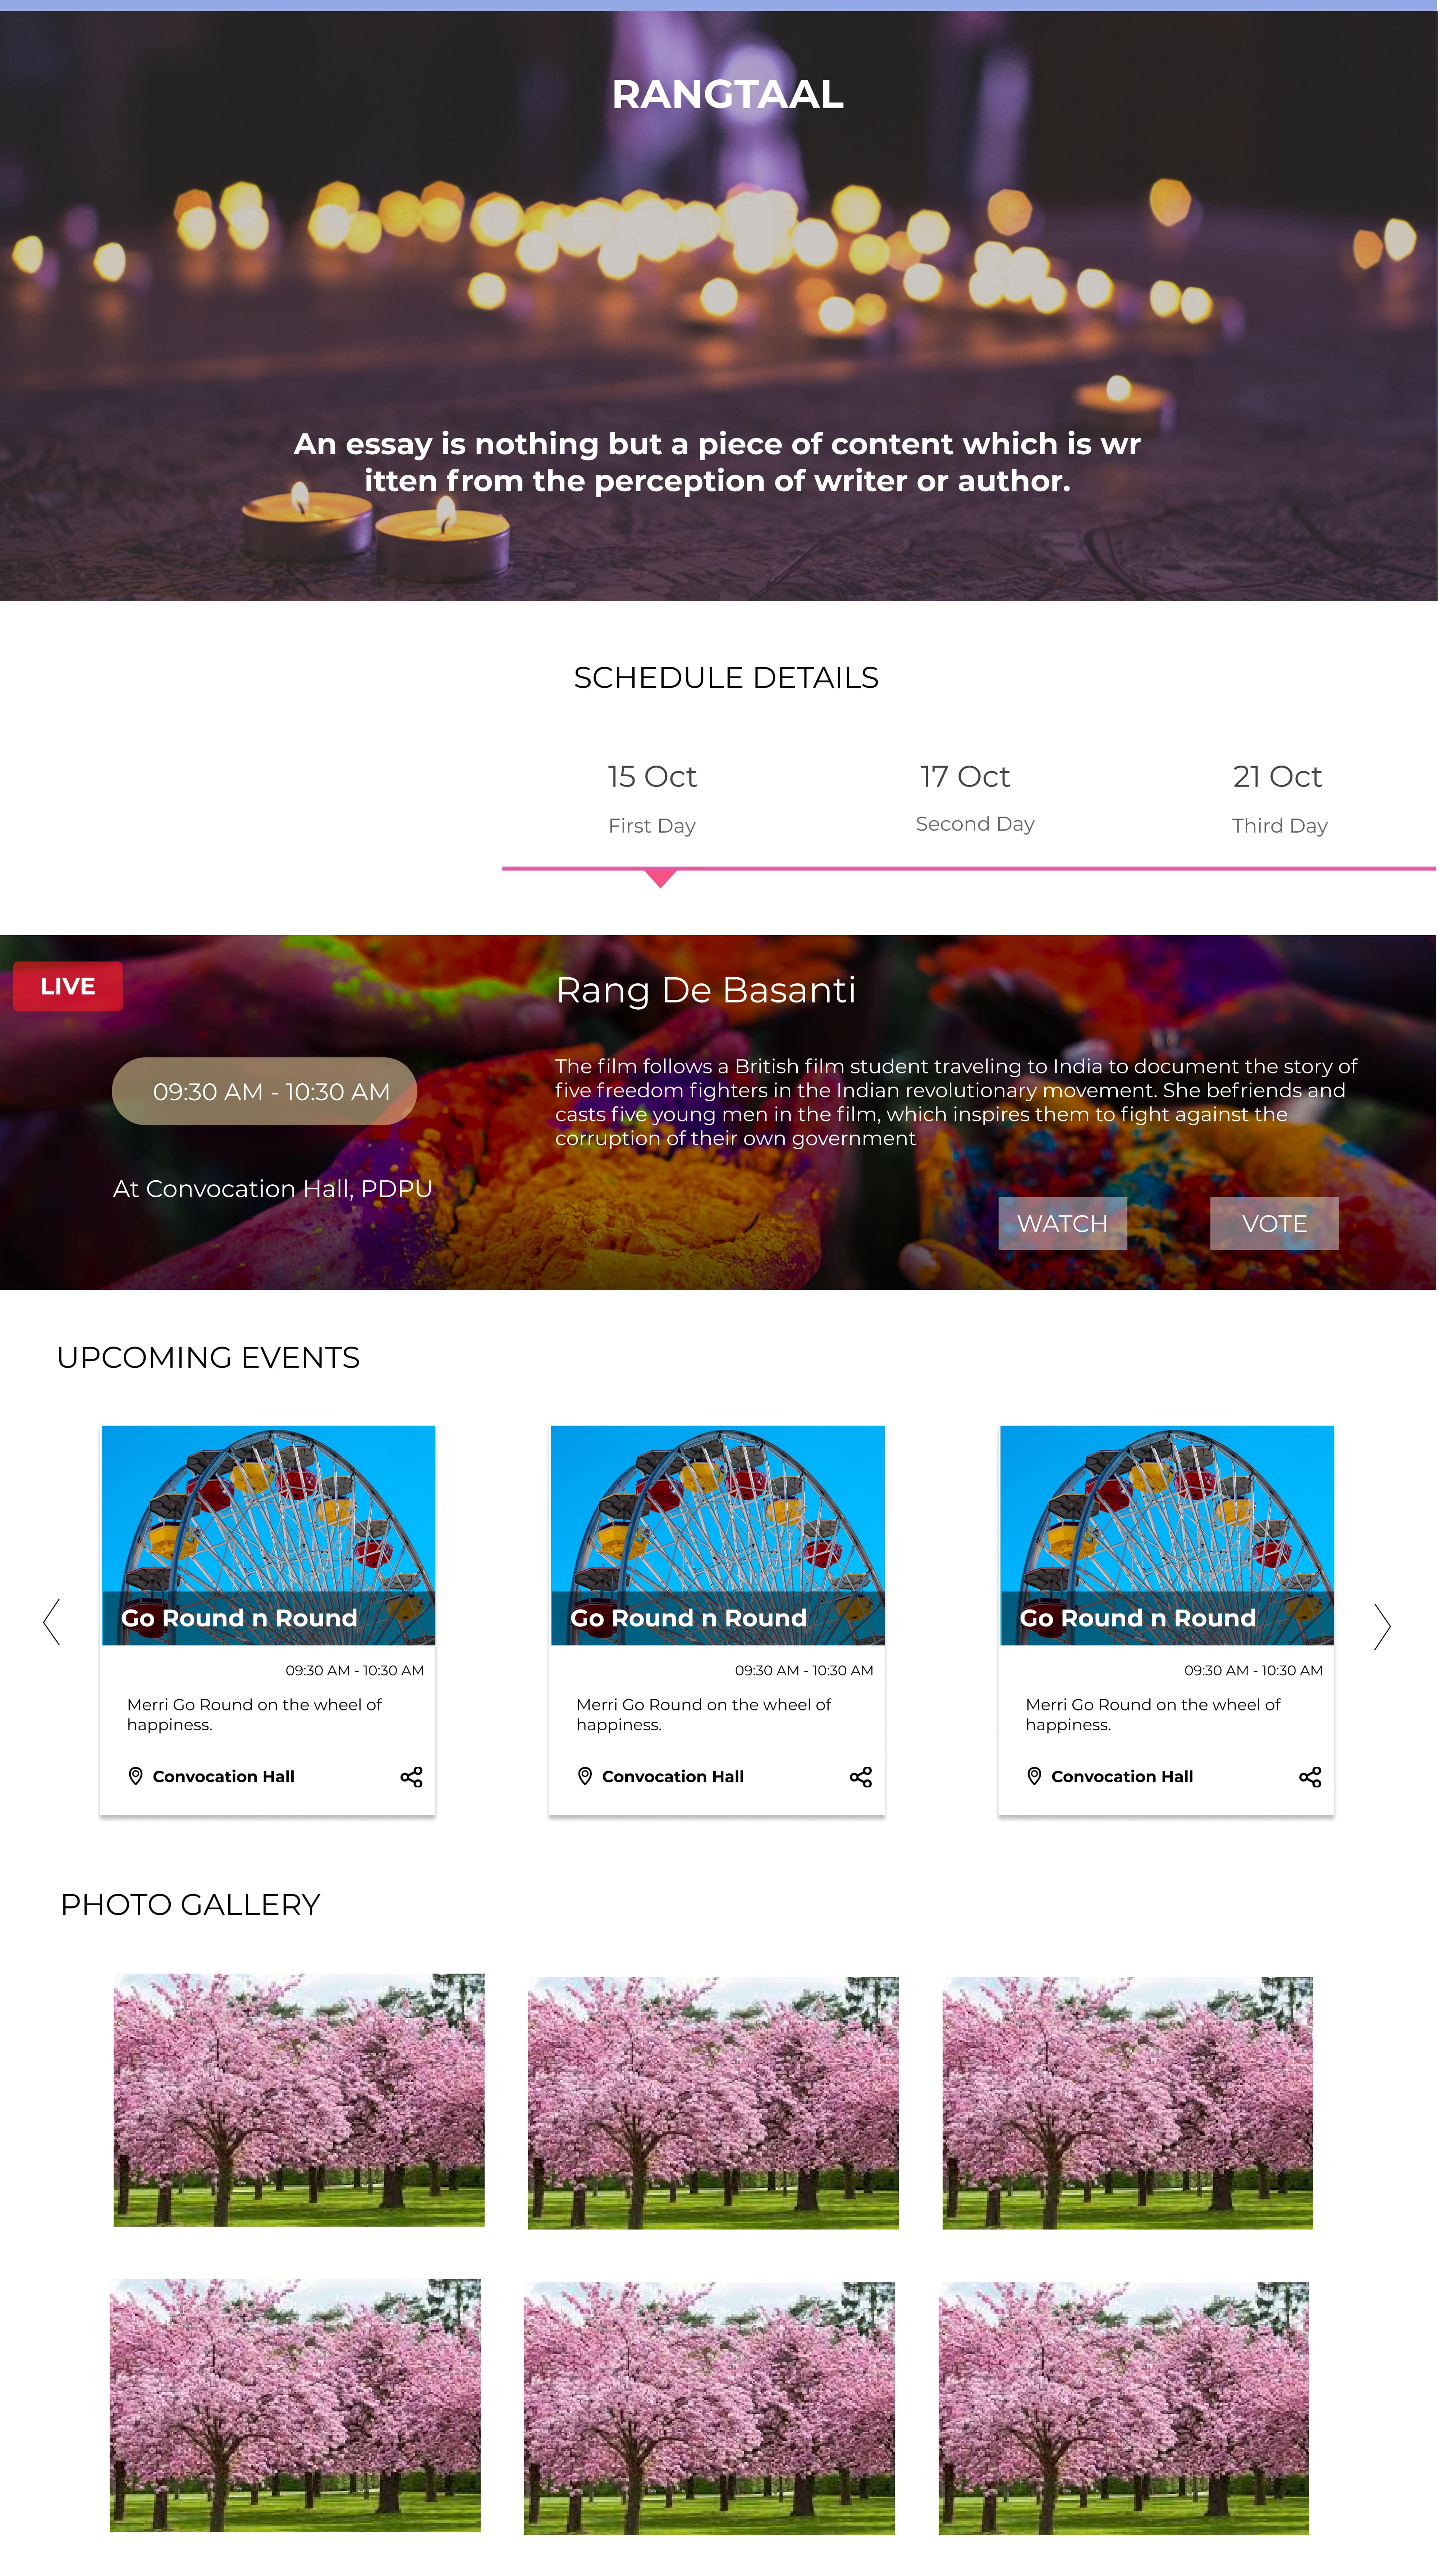 RANGTAAL
An essay is nothing but a piece of content which is wr
itten from the perception of writer or author.
SCHEDULE DETAILS
15 Oct
First Day
17 Oct
Second Day
21 Oct
Third Day
LIVE
09:30 AM - 10:30 AM
At Convocation Hall, PDPU
Rang De Basanti
The film follows a British film student traveling to India to document the story of
five freedom fighters in the Indian revolutionary movement. She befriends and
casts five young men in the film, which inspires them to fight against the
corruption of their own government
WATCH
VOTE
UPCOMING EVENTS
Go Round n Round
09:30 AM - 10:30 AM
Merri Go Round on the wheel of
happiness.
Convocation Hall
Go Round n Round
09:30 AM - 10:30 AM
Merri Go Round on the wheel of
happiness.
Convocation Hall
Go Round n Round
09:30 AM - 10:30 AM
Merri Go Round on the wheel of
happiness.
Convocation Hall
PHOTO GALLERY